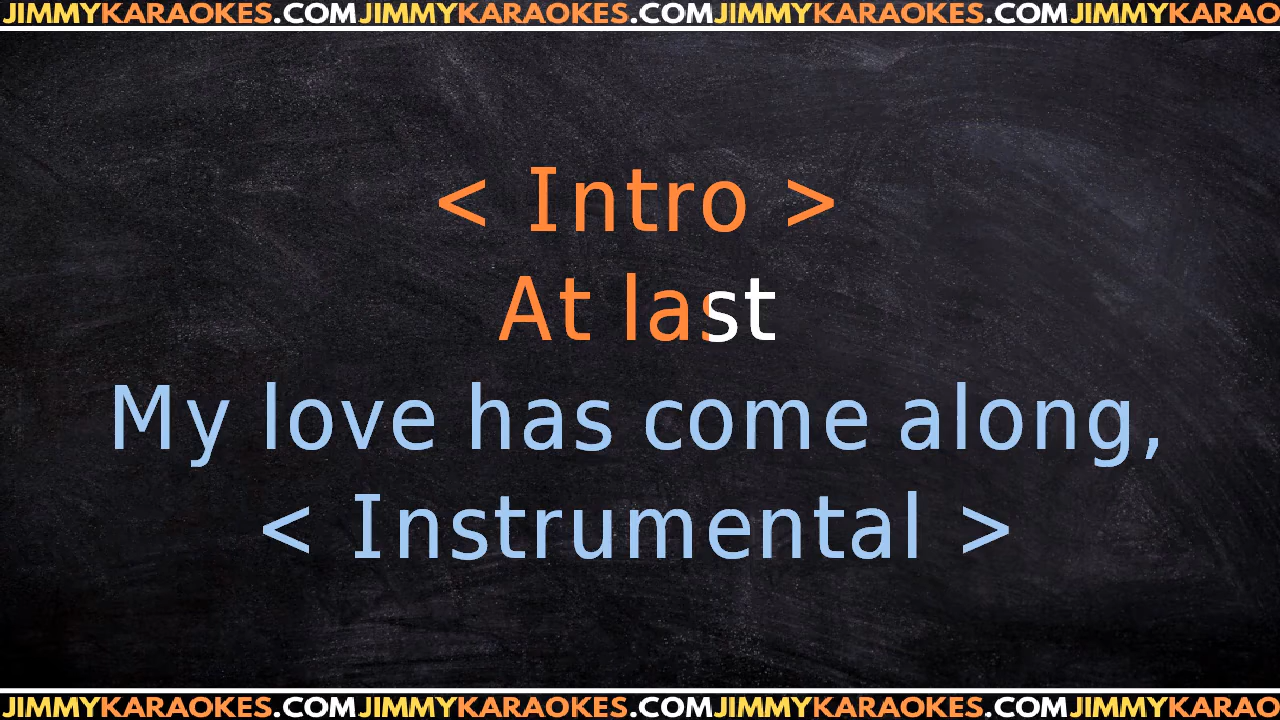 JIMMYKARAOKES.COMJIMMYKARAOKES.COMJIMMYKARAOKES.COMJIMMYKARAO
< Intro >
At last
My love has come along,
< Instrumental >
JIMMYKARAOKES.COMJIMMYKARAOKES.COMJIMMYKARAOKES.COMJIMMYKARAO